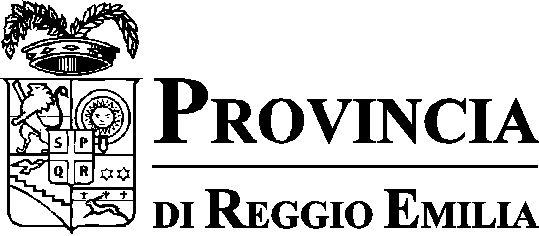 PROVINCIA
DI REGGIO EMILIA
S P
Q R